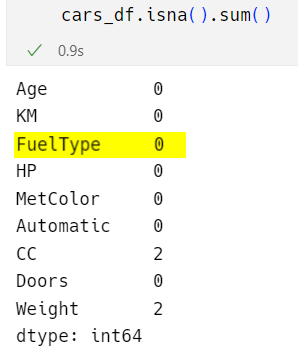 cars_df.isna().sum()
✓ 0.9s
Age 0
KM 0
FuelType 0
HP 0
MetColor 0
Automatic 0
CC 2
Doors 0
Weight 2
dtype: int64